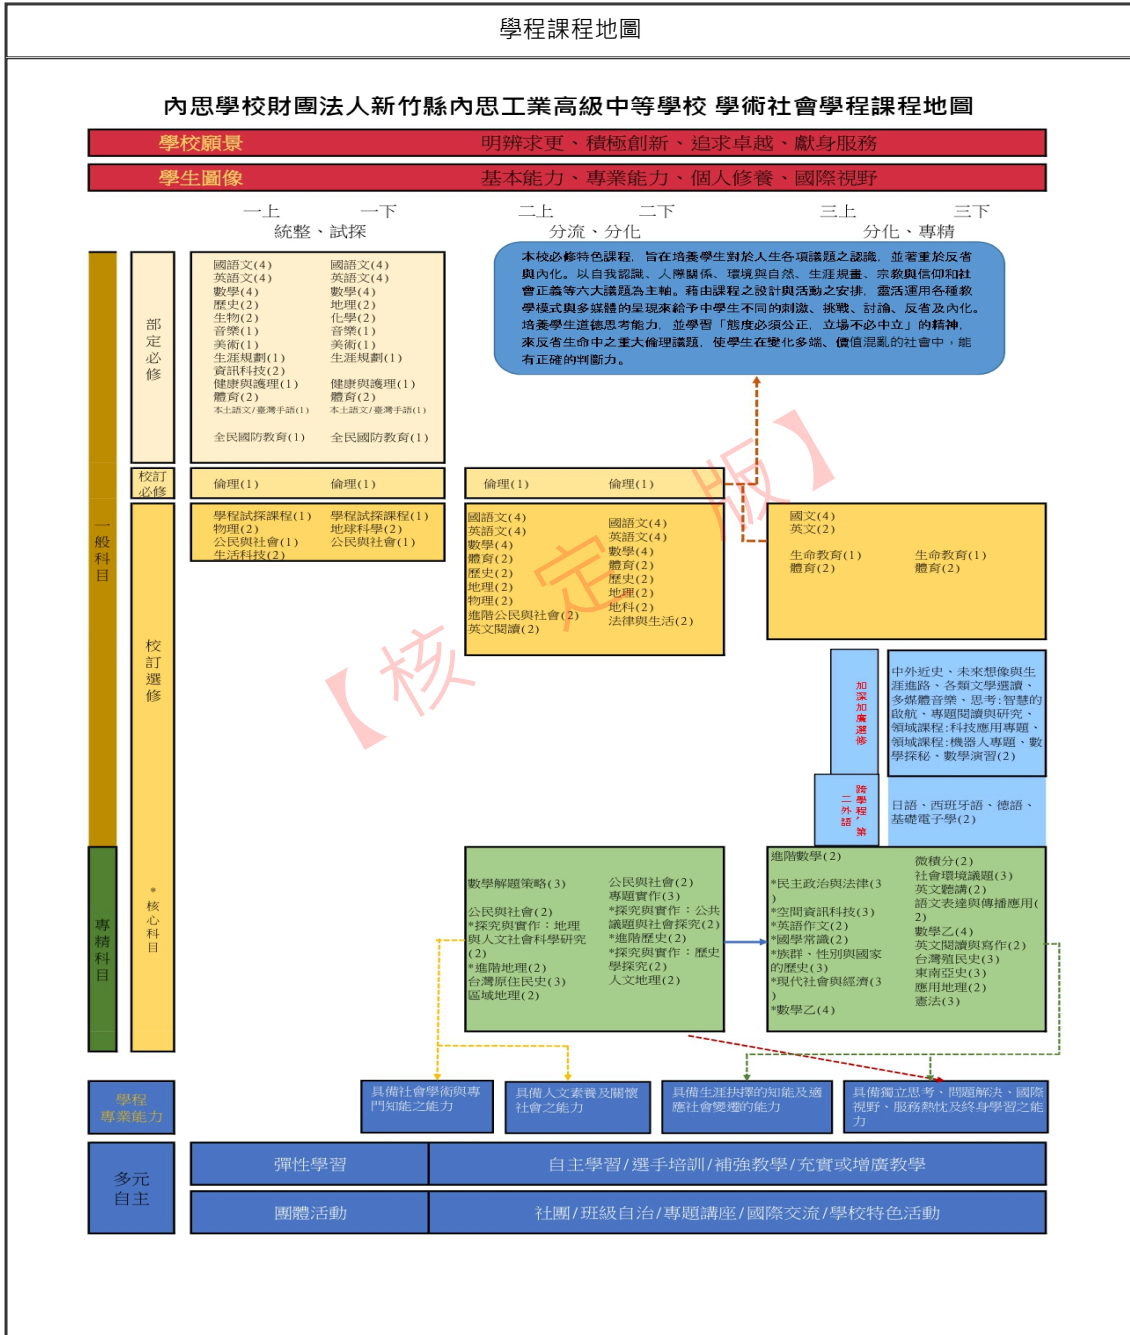 學程課程地圖
內思學校財團法人新竹縣內思工業高級中等學校 學術社會學程課程地圖
學校願景
明辨求更、積極創新、追求卓越、獻身服務
學生圖像
基本能力、專業能力、個人修養、國際視野
一上
一下
統整、試探
二上
二下
分流、分化
三上
三下
分化、專精
一般科目
部定必修
國語文(4)
英語文(4)
數學(4)
歷史(2)
生物(2)
音樂(1)
美術(1)
生涯規劃(1)
資訊科技(2)
健康與護理(1)
體育(2)
本土語文/臺灣手語(1)
全民國防教育(1)
國語文(4)
英語文(4)
數學(4)
地理(2)
化學(2)
音樂(1)
美術(1)
生涯規劃(1)
健康與護理(1)
體育(2)
本土語文/臺灣手語(1)
全民國防教育(1)
本校必修特色課程，旨在培養學生對於人生各項議題之認識，並著重於反省
與內化。以自我認識、人際關係、環境與自然、生涯規畫、宗教與信仰和社
會正義等六大議題為主軸。藉由課程之設計與活動之安排，靈活運用各種教
學模式與多媒體的呈現來給予中學生不同的刺激、挑戰、討論、反省及內化。
培養學生道德思考能力，並學習「態度必須公正，立場不必中立」的精神，
來反省生命中之重大倫理議題，使學生在變化多端、價值混亂的社會中，能
有正確的判斷力。
校訂
必修
倫理(1)
倫理(1)
倫理(1)
倫理(1)
校訂選修
學程試探課程(1)
物理(2)
公民與社會(1)
生活科技(2)
學程試探課程(1)
地球科學(2)
公民與社會(1)
國語文(4)
英語文(4)
數學(4)
體育(2)
歷史(2)
地理(2)
物理(2)
進階公民與社會(2)
英文閱讀(2)
國語文(4)
英語文(4)
數學(4)
體育(2)
歷史(2)
地理(2)
地科(2)
法律與生活(2)
國文(4)
英文(2)
生命教育(1)
體育(2)
生命教育(1)
體育(2)
【核定版】
加深加廣選修
中外近史、未來想像與生
涯進路、各類文學選讀、
多媒體音樂、思考:智慧的
啟航、專題閱讀與研究、
領域課程:科技應用專題、
領域課程:機器人專題、數
學探秘、數學演習(2)
跨學程、第
二外語
日語、西班牙語、德語、
基礎電子學(2)
專精科目
*核心科目
數學解題策略(3)
公民與社會(2)
*探究與實作：地理
與人文社會科學研究
(2)
*進階地理(2)
台灣原住民史(3)
區域地理(2)
公民與社會(2)
專題實作(3)
*探究與實作：公共
議題與社會探究(2)
*進階歷史(2)
*探究與實作：歷史
學探究(2)
人文地理(2)
進階數學(2)
*民主政治與法律(3
)
*空間資訊科技(3)
*英語作文(2)
*國學常識(2)
*族群、性別與國家
的歷史(3)
*現代社會與經濟(3
)
*數學乙(4)
微積分(2)
社會環境議題(3)
英文聽講(2)
語文表達與傳播應用(
2)
數學乙(4)
英文閱讀與寫作(2)
台灣殖民史(3)
東南亞史(3)
應用地理(2)
憲法(3)
學程
專業能力
具備社會學術與專
門知能之能力
具備人文素養及關懷
社會之能力
具備生涯抉擇的知能及適
應社會變遷的能力
具備獨立思考、問題解決、國際
視野、服務熱忱及終身學習之能
力
多元
自主
彈性學習
自主學習/選手培訓/補強教學/充實或增廣教學
團體活動
社團/班級自治/專題講座/國際交流/學校特色活動